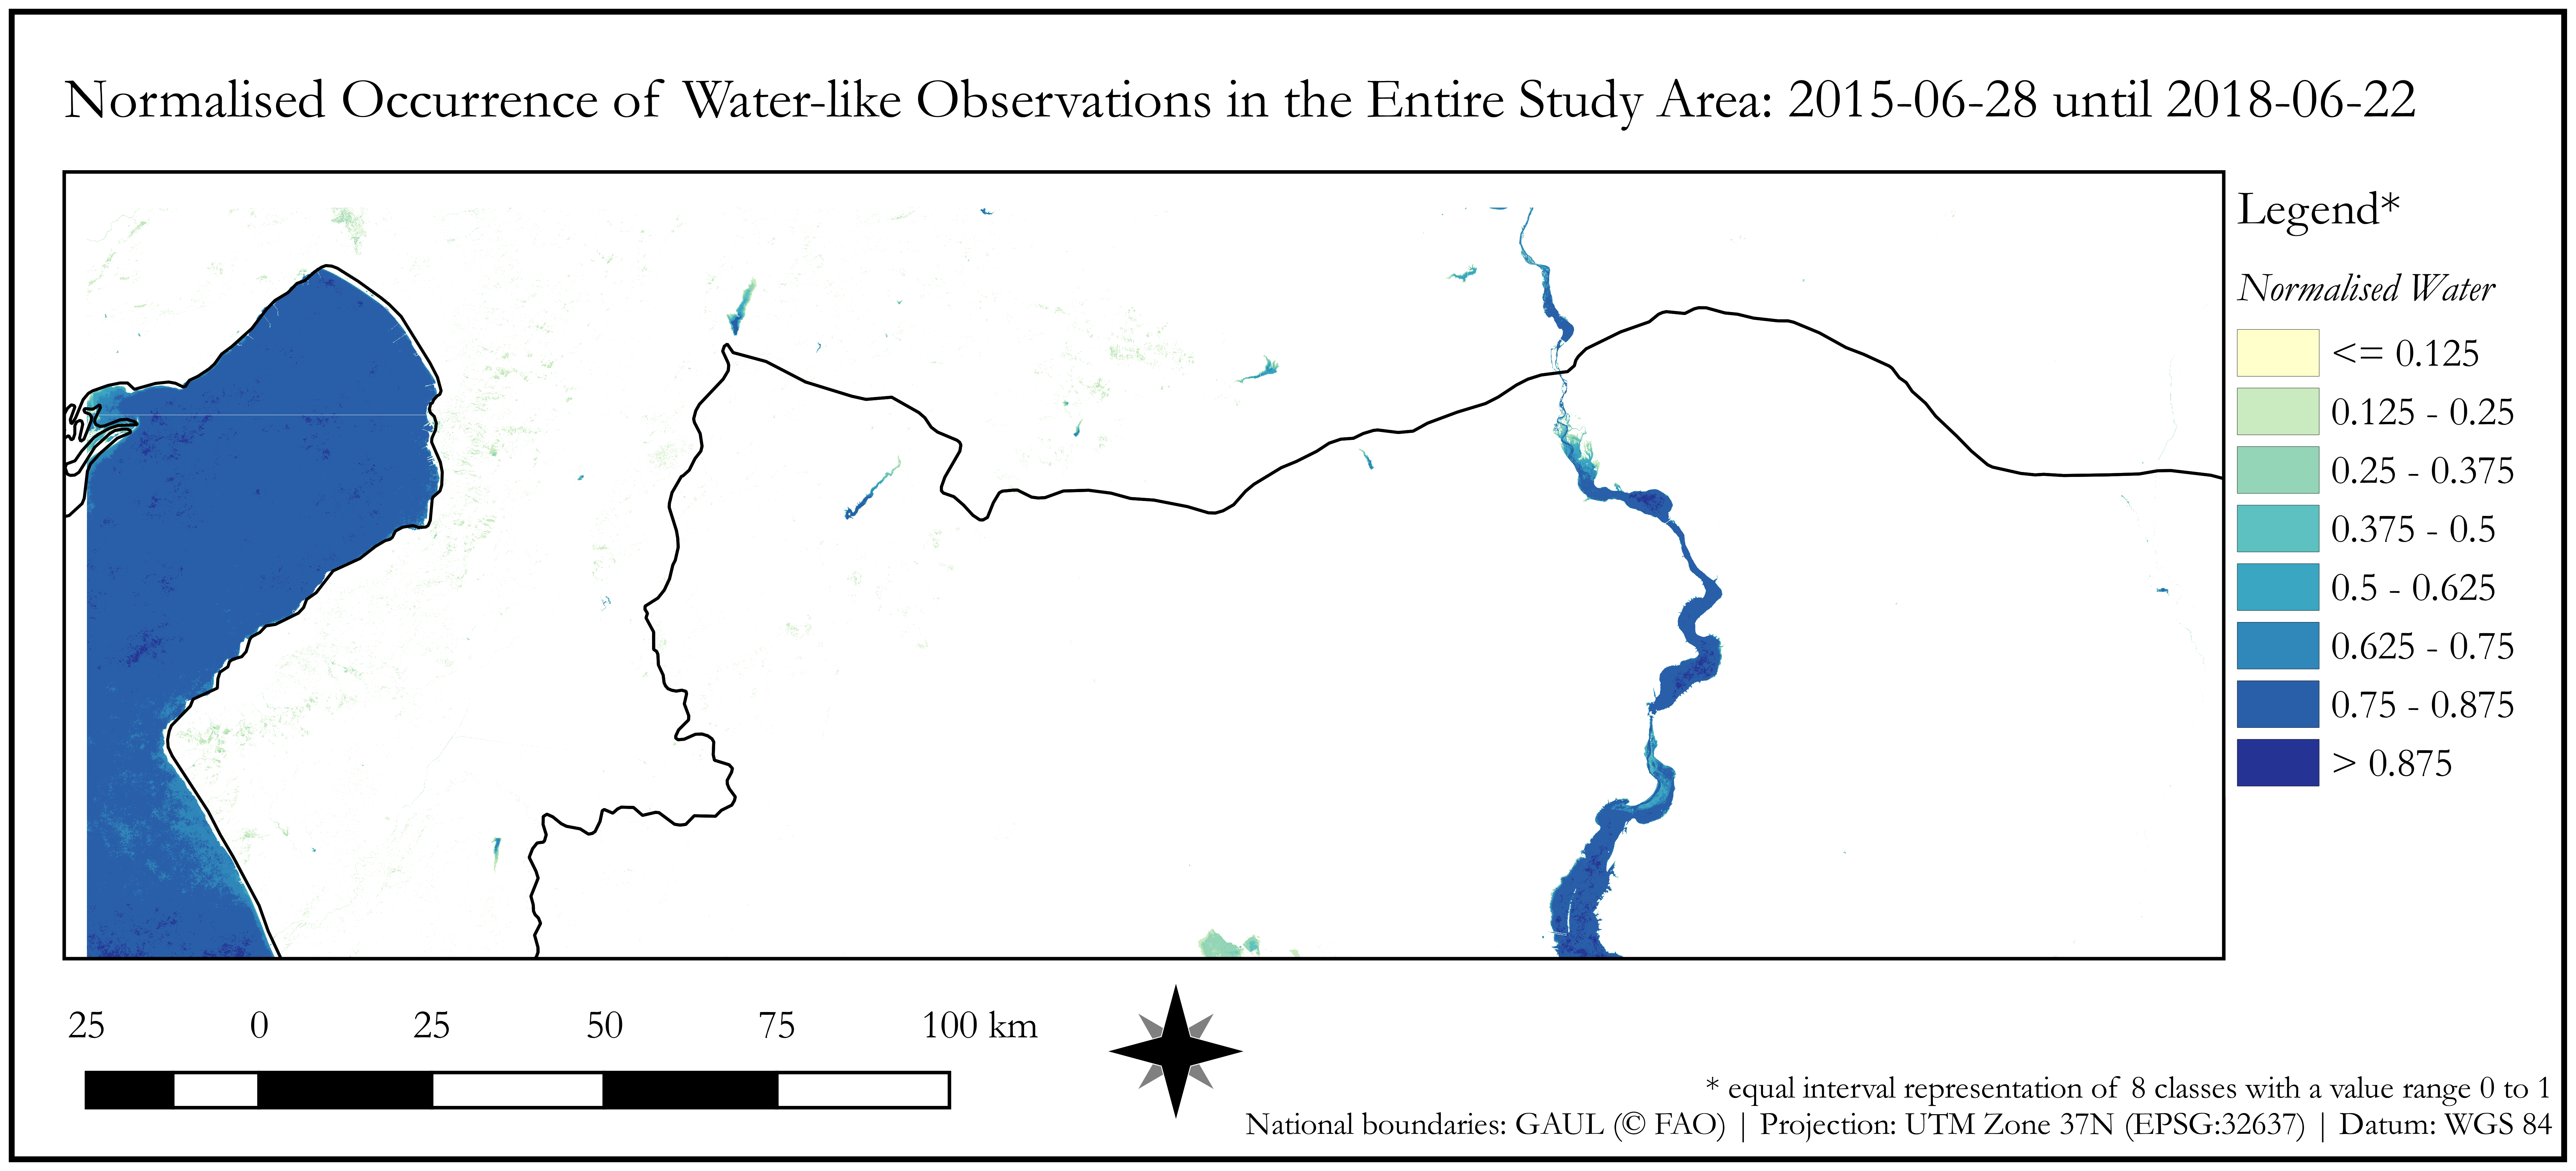 Normalised Occurrence of Water-like Observations in the Entire Study Area: 2015-06-28 until 2018-06-22
Legend*
Normalised Water
<= 0.125
0.125 - 0.25
0.25 - 0.375
0.375 - 0.5
0.5 - 0.625
0.625 - 0.75
0.75 - 0.875
> 0.875
25 0 25 50 75 100 km
* equal interval representation of 8 classes with a value range 0 to 1
National boundaries: GAUL (© FAO) | Projection: UTM Zone 37N (EPSG:32637) | Datum: WGS 84